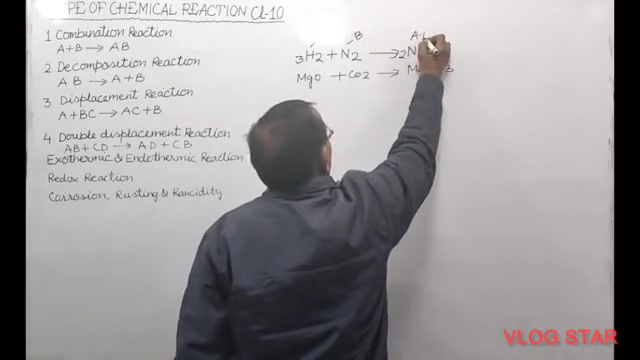 TYPE OF CHEMICAL REACTION CL-10
1 Combination Reaction
A+B → AB
2. Decomposition Reaction
A B → A + B
3 Displacement Reaction
A + BC → AC + B
4. Double displacement Reaction
AB + CD → AD + CB
Exothermic & Endothermic Reaction
Redox Reaction
Corrosion, Rusting & Rancidity
B
3H2 + N2 → 2N
MgO + CO2 →
VLOG STAR